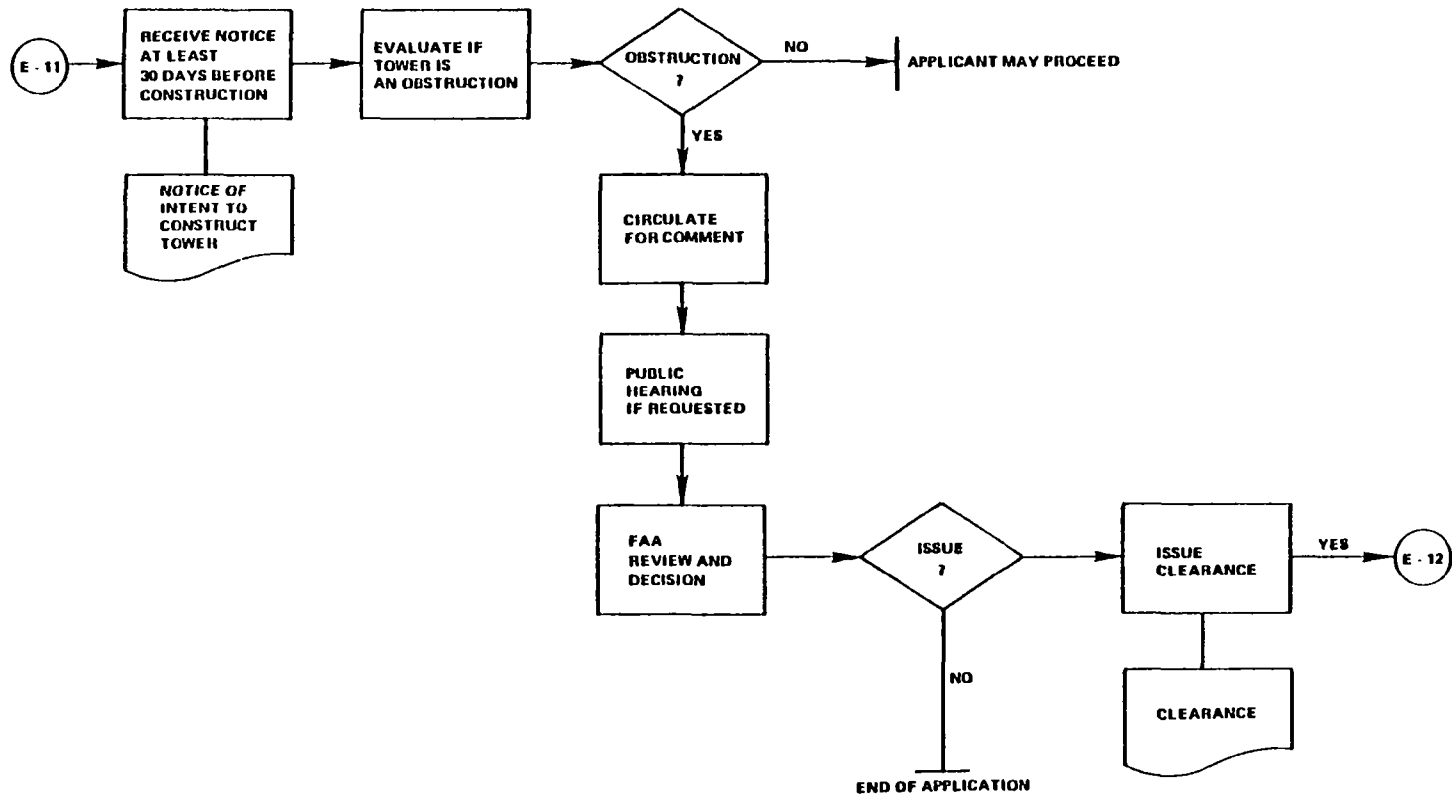 E - 11
RECEIVE NOTICE
AT LEAST
30 DAYS BEFORE
CONSTRUCTION
EVALUATE IF
TOWER IS
AN OBSTRUCTION
OBSTRUCTION
?
NO
APPLICANT MAY PROCEED
YES
NOTICE OF
INTENT TO
CONSTRUCT
TOWER
CIRCULATE
FOR COMMENT
PUBLIC
HEARING
IF REQUESTED
FAA
REVIEW AND
DECISION
ISSUE
?
ISSUE
CLEARANCE
YES
E - 12
NO
CLEARANCE
END OF APPLICATION